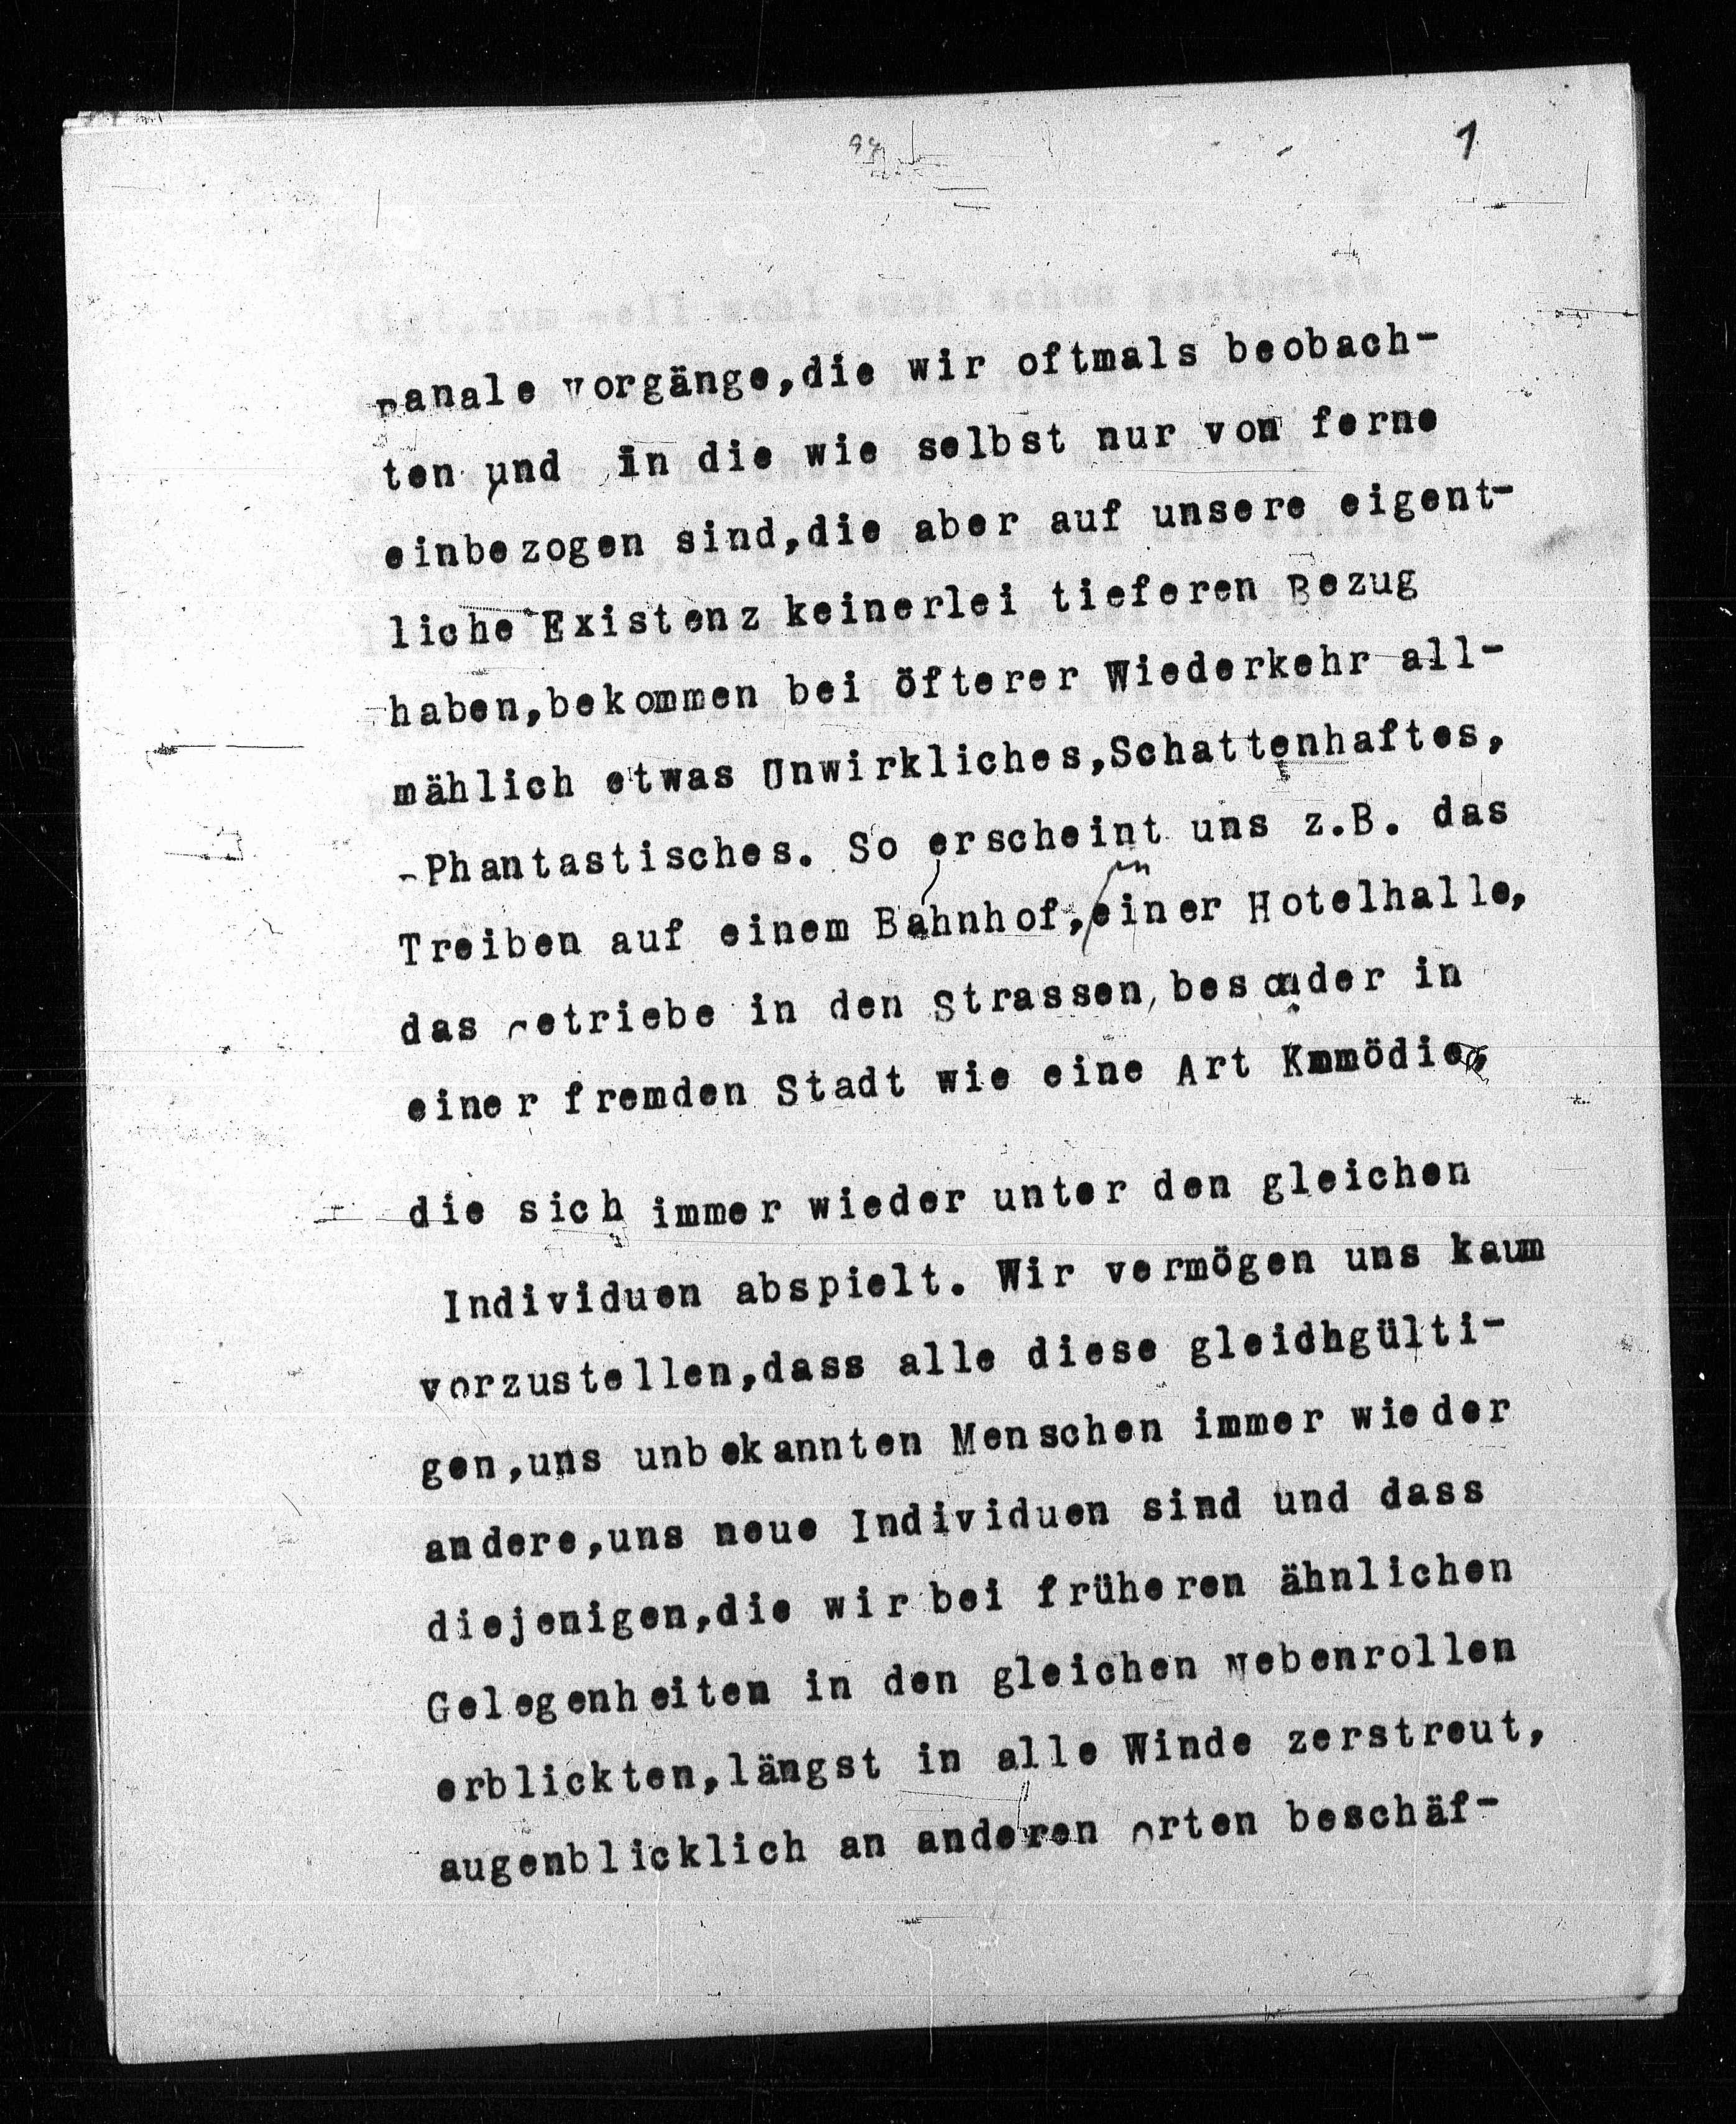 1
Banale Vorgänge,die wir oftmals beobach-
ten und in die wie selbst nur von ferne
einbezogen sind,die aber auf unsere eigent-
liche Existenz keinerlei tieferen Bezug
haben,bekommen bei öfterer Wiederkehr all-
mählich etwas Unwirkliches,Schattenhaftes,
Phantastisches. So erscheint uns z.B. das
in
Treiben auf einem Bahnhof,einer Hotelhalle,
das Getriebe in den Strassen,besonder in
einer fremden Stadt wie eine Art Kmmödie,
die sich immer wieder unter den gleichen
Individuen abspielt. Wir vermögen uns kaum
vorzustellen,dass alle diese gleidhgülti-
gen,uns unbekannten Menschen immer wieder
andere,uns neue Individuen sind und dass
diejenigen,die wir bei früheren ähnlichen
Gelegenheiten in den gleichen Nebenrollen
erblickten,längst in alle Winde zerstreut,
augenblicklich an anderen Orten beschäf-